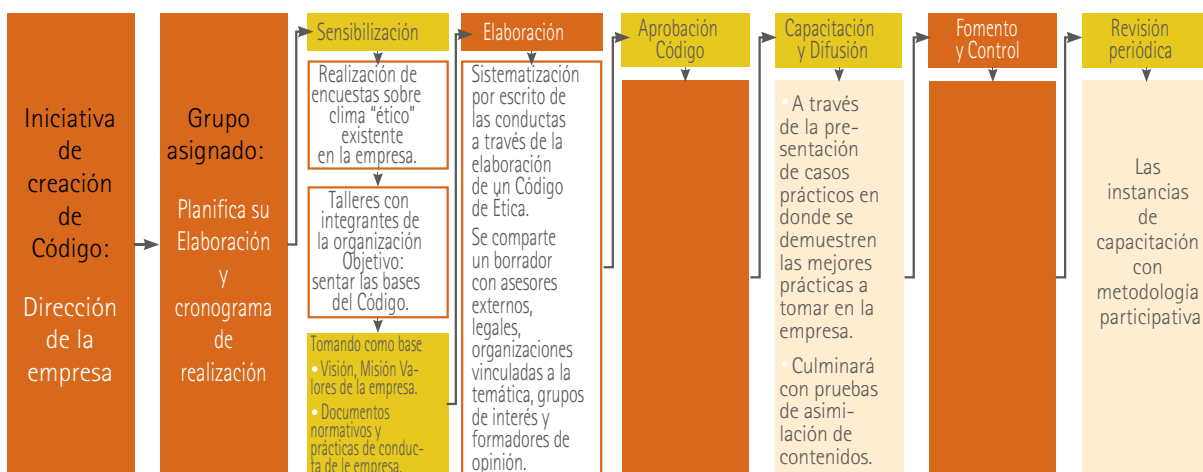 Iniciativa
de
creación
de
Código:
Dirección
de la
empresa
Grupo
asignado:
Planifica su
Elaboración
y
cronograma
de
realización
Sensibilización
Realización de
encuestas sobre
clima "ético"
existente
en la empresa.
Talleres con
integrantes de
la organización
Objetivo:
sentar las bases
del Código.
Tomando como base
• Visión, Misión Va-
lores de la empresa.
• Documentos
normativos y
prácticas de conduc-
ta de le empresa.
Elaboración
Sistematización
por escrito de
las conductas
a través de la
elaboración
de un Código
de Ética.
Se comparte
un borrador
con asesores
externos,
legales,
organizaciones
vinculadas a la
temática, grupos
de interés y
formadores de
opinión.
Aprobación
Código
Capacitación
y Difusión
• A través
de la pre-
sentación
de casos
prácticos en
donde se
demuestren
las mejores
prácticas a
tomar en la
empresa.
• Culminará
con pruebas
de asimi-
lación de
contenidos.
Fomento
y Control
Revisión
periódica
Las
instancias
de
capacitación
con
metodología
participativa